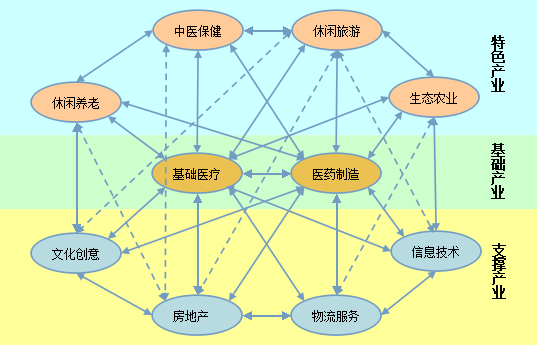 中医保健
休闲旅游
特色产业
休闲养老
生态农业
基础医疗
医药制造
基础产业
文化创意
信息技术
支撑产业
房地产
物流服务